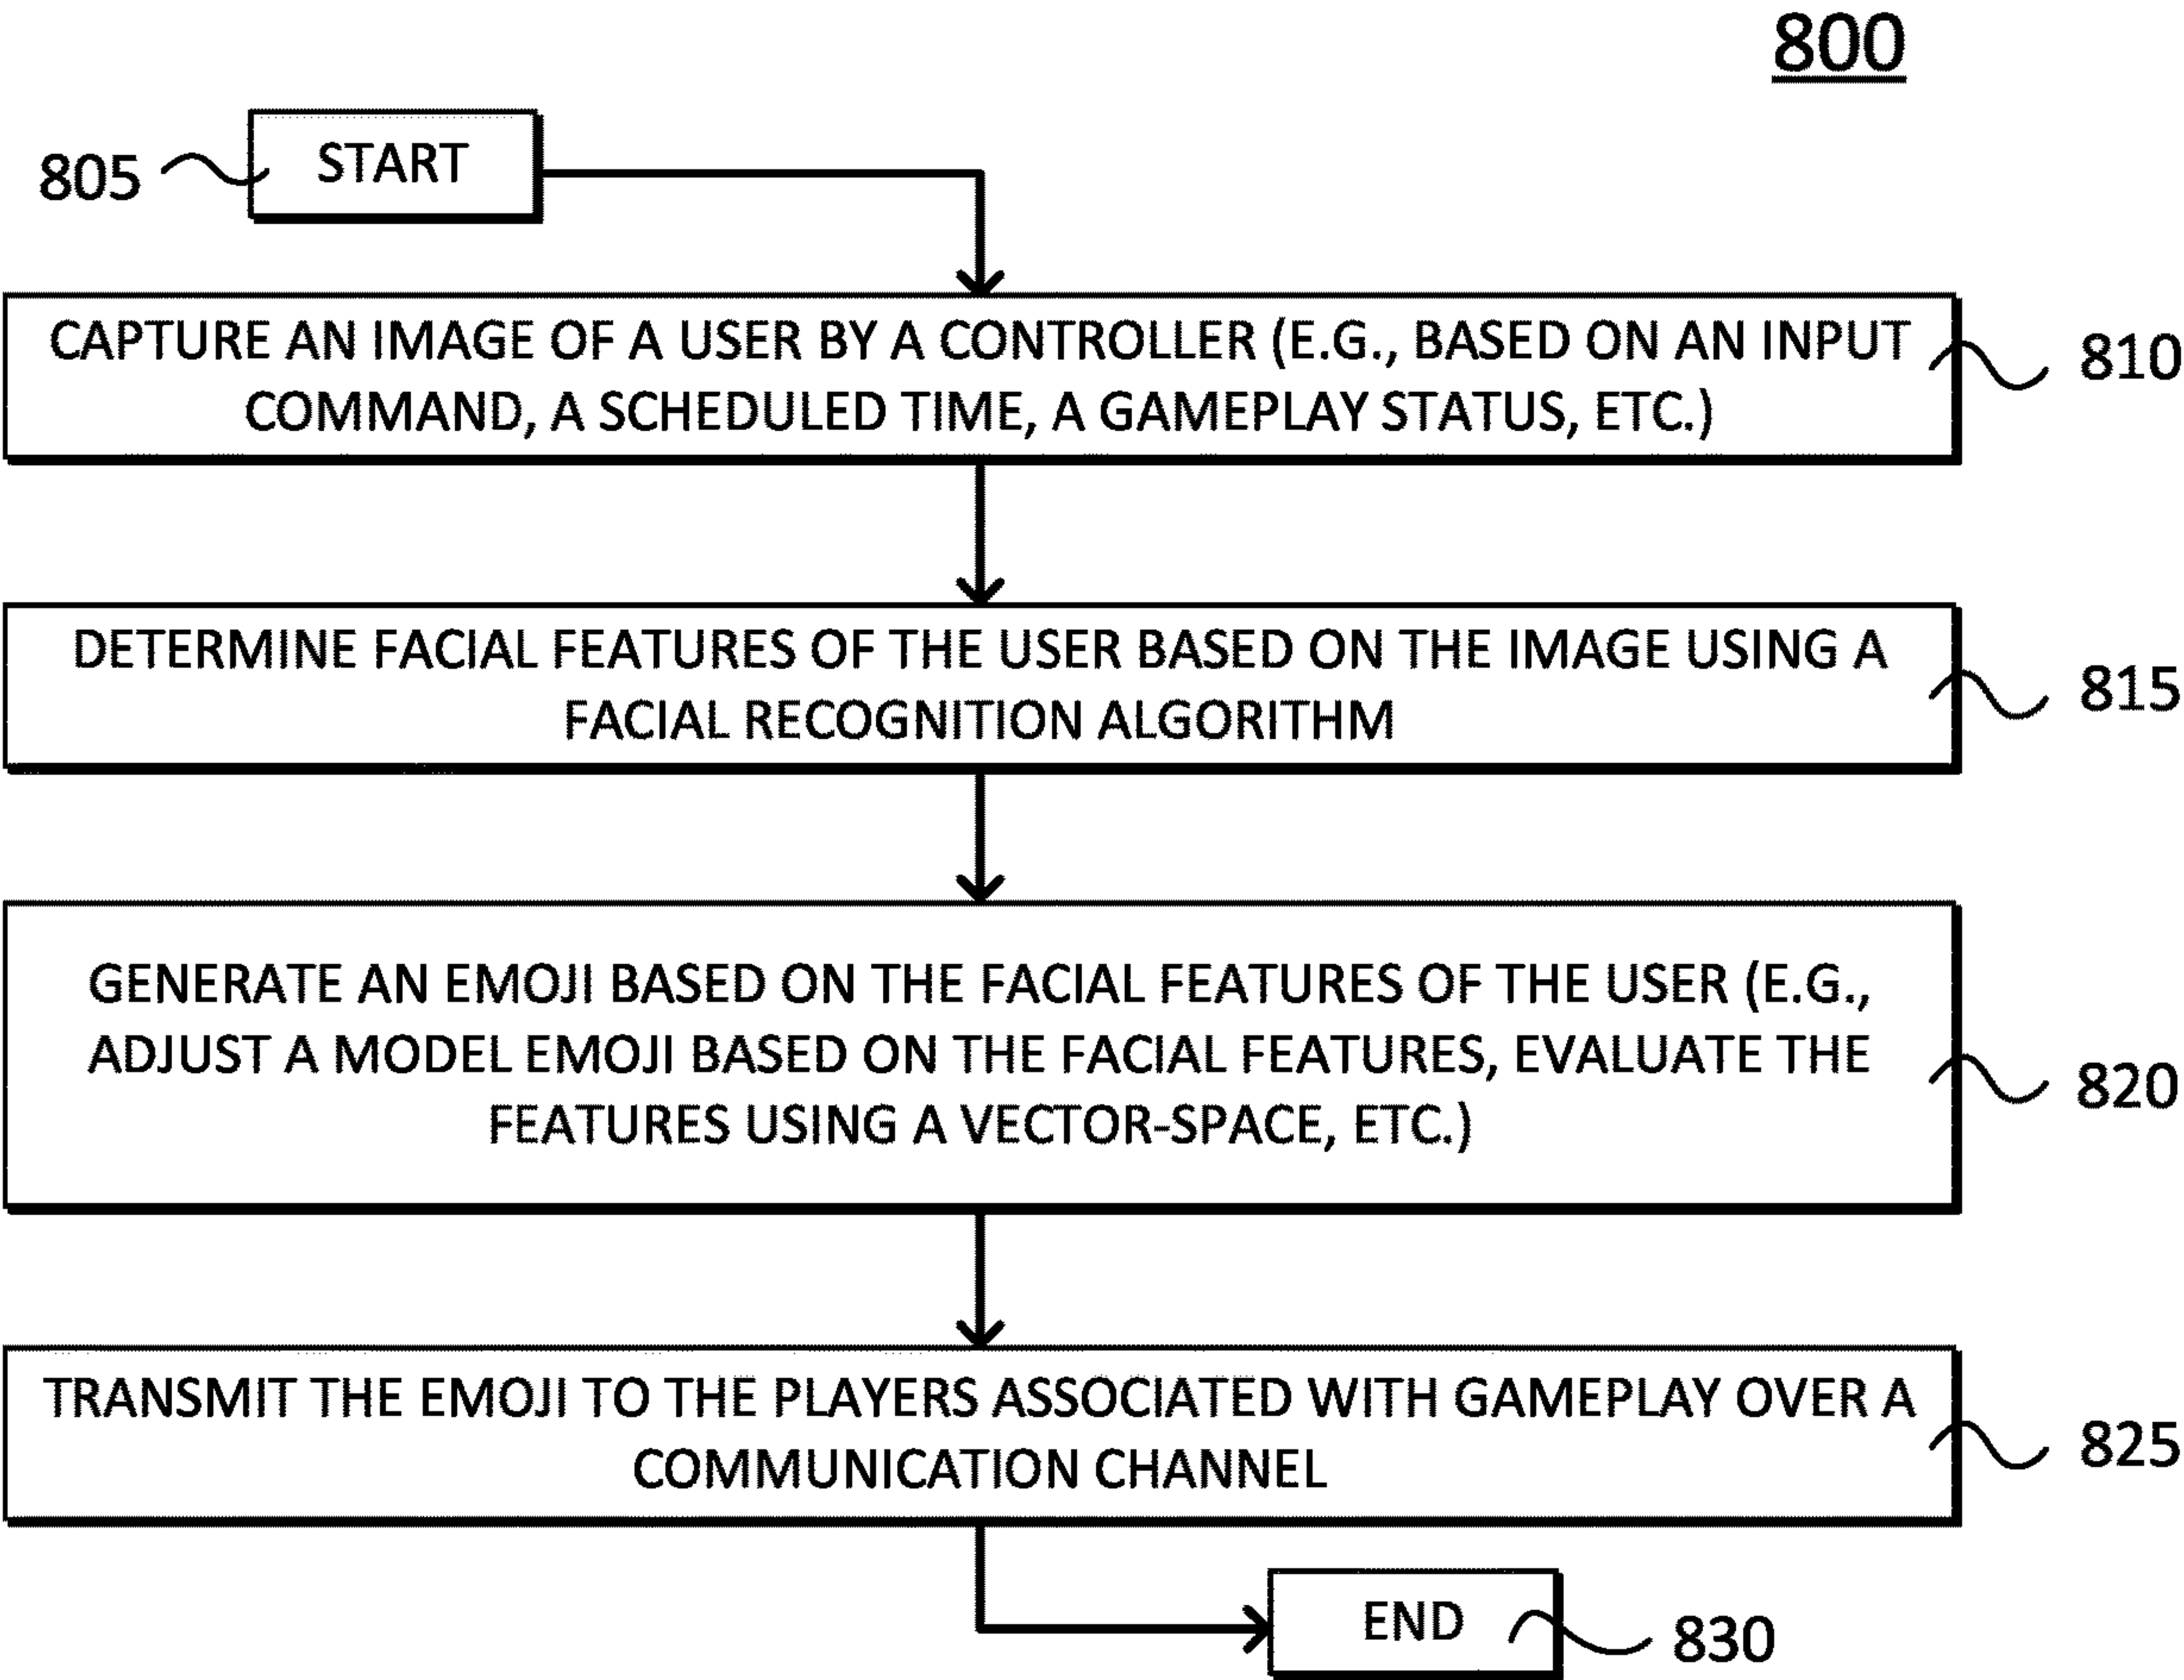 800
805
START
CAPTURE AN IMAGE OF A USER BY A CONTROLLER (E.G., BASED ON AN INPUT
COMMAND, A SCHEDULED TIME, A GAMEPLAY STATUS, ETC.)
810
DETERMINE FACIAL FEATURES OF THE USER BASED ON THE IMAGE USING A
FACIAL RECOGNITION ALGORITHM
815
GENERATE AN EMOJI BASED ON THE FACIAL FEATURES OF THE USER (E.G.,
ADJUST A MODEL EMOJI BASED ON THE FACIAL FEATURES, EVALUATE THE
FEATURES USING A VECTOR-SPACE, ETC.)
820
TRANSMIT THE EMOJI TO THE PLAYERS ASSOCIATED WITH GAMEPLAY OVER A
COMMUNICATION CHANNEL
825
END
830